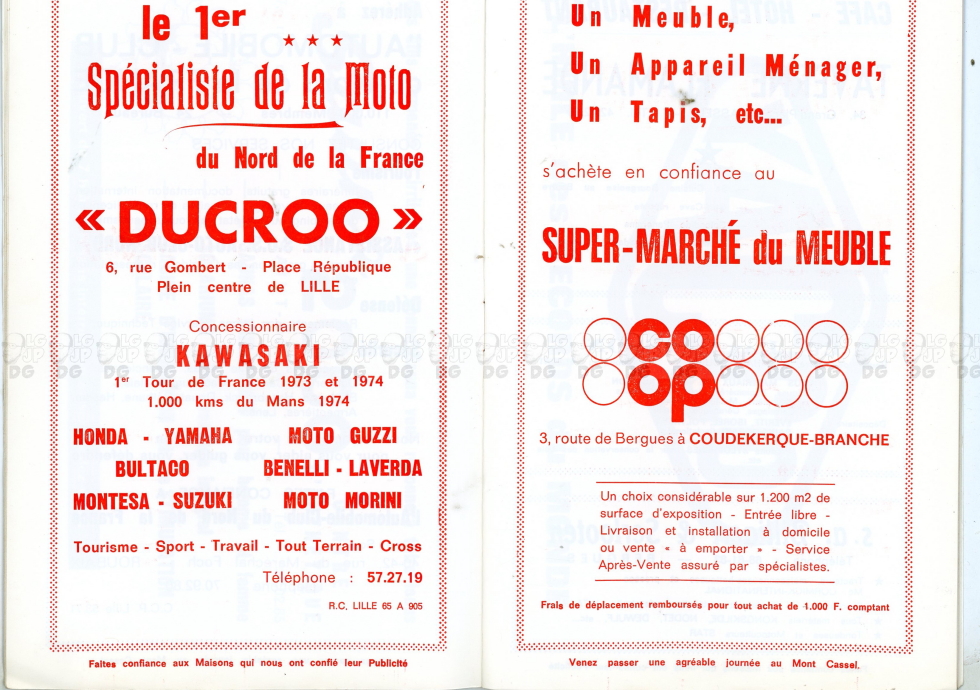 le 1er
Spécialiste de la Moto
du Nord de la France
« DUCROO »
6, rue Gombert - Place République
Plein centre de LILLE
Concessionnaire
KAWASAKI
1er Tour de France 1973 et 1974
1.000 kms du Mans 1974
HONDA - YAMAHA MOTO GUZZI
BULTACO BENELLI - LAVERDA
MONTESA - SUZUKI MOTO MORINI
Tourisme - Sport - Travail - Tout Terrain - Cross
Téléphone : 57.27.19
R.C. LILLE 65 A 905
Faites confiance aux Maisons qui nous ont confié leur Publicité
Un Meuble,
Un Appareil Ménager,
Un Tapis, etc...
s'achète en confiance au
SUPER-MARCHÉ du MEUBLE
co
op
3, route de Bergues à COUDEKERQUE-BRANCHE
Un choix considérable sur 1.200 m2 de
surface d'exposition - Entrée libre -
Livraison et installation à domicile
ou vente « à emporter » - Service
Après-Vente assuré par spécialistes.
Frais de déplacement remboursés pour tout achat de 1.000 F. comptant
Venez passer une agréable journée au Mont Cassel.